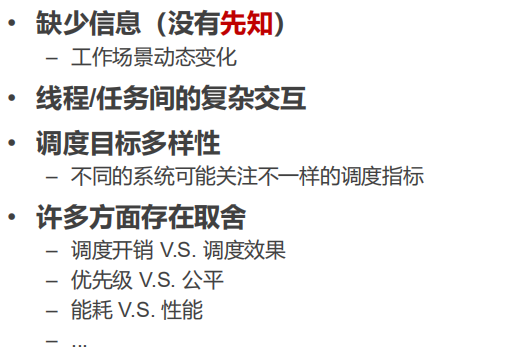 • 缺少信息（没有先知）
– 工作场景动态变化
• 线程/任务间的复杂交互
• 调度目标多样性
– 不同的系统可能关注不一样的调度指标
• 许多方面存在取舍
– 调度开销 V.S. 调度效果
– 优先级 V.S. 公平
– 能耗 V.S. 性能
– ...